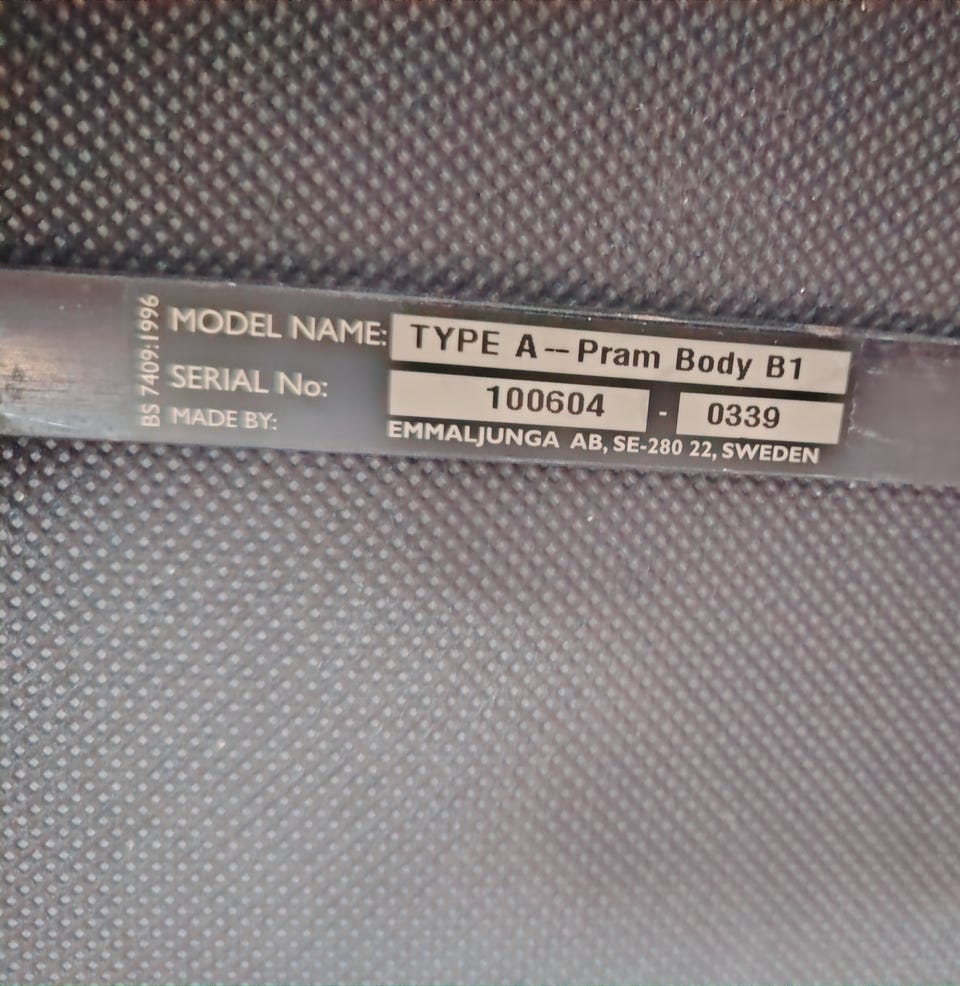 BS 7409:1996
MODEL NAME: TYPE A--Pram Body B1
SERIAL No: 100604 - 0339
MADE BY: EMMALJUNGA AB, SE-280 22, SWEDEN